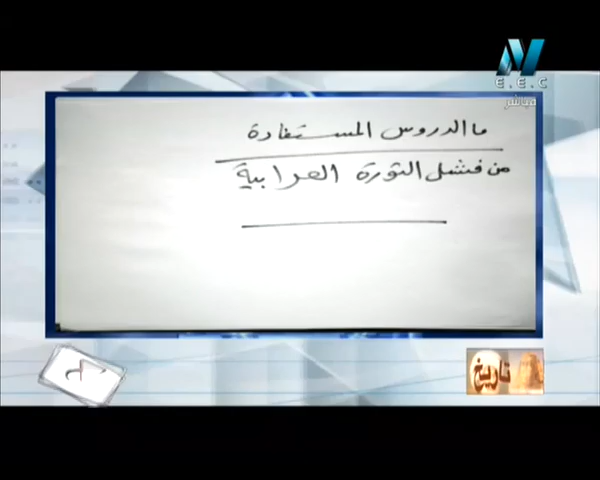 E.E.C
مباشر
ما الدروس المستفادة
من فشل الثورة العرابية
تاريخ